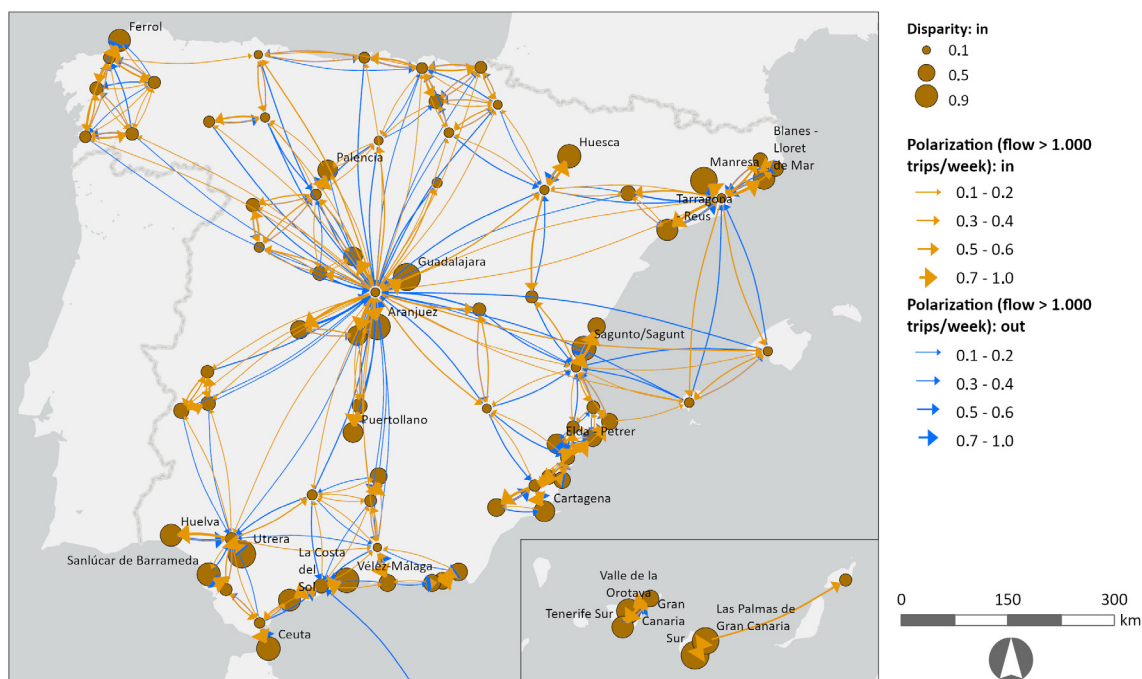 Ferrol
Palencia
Huesca
Blanes -
Lloret
de Mar
Manresa
Tarragona
- Reus
Guadalajara
Aranjuez
Sagunto/Sagunt
Puertollano
Elda - Petrer
Cartagena
Huelva
Utrera
Sanlúcar de Barrameda
La Costa
del
Sol
Vélez-Málaga
Ceuta
Valle de la
Orotava
Tenerife Sur
Gran
Canaria
Sur
Las Palmas de
Gran Canaria
Disparity: in
0.1
0.5
0.9
Polarization (flow > 1.000
trips/week): in
0.1 - 0.2
0.3 - 0.4
0.5 - 0.6
0.7 - 1.0
Polarization (flow > 1.000
trips/week): out
0.1 - 0.2
0.3 - 0.4
0.5 - 0.6
0.7 - 1.0
0 150 300
km